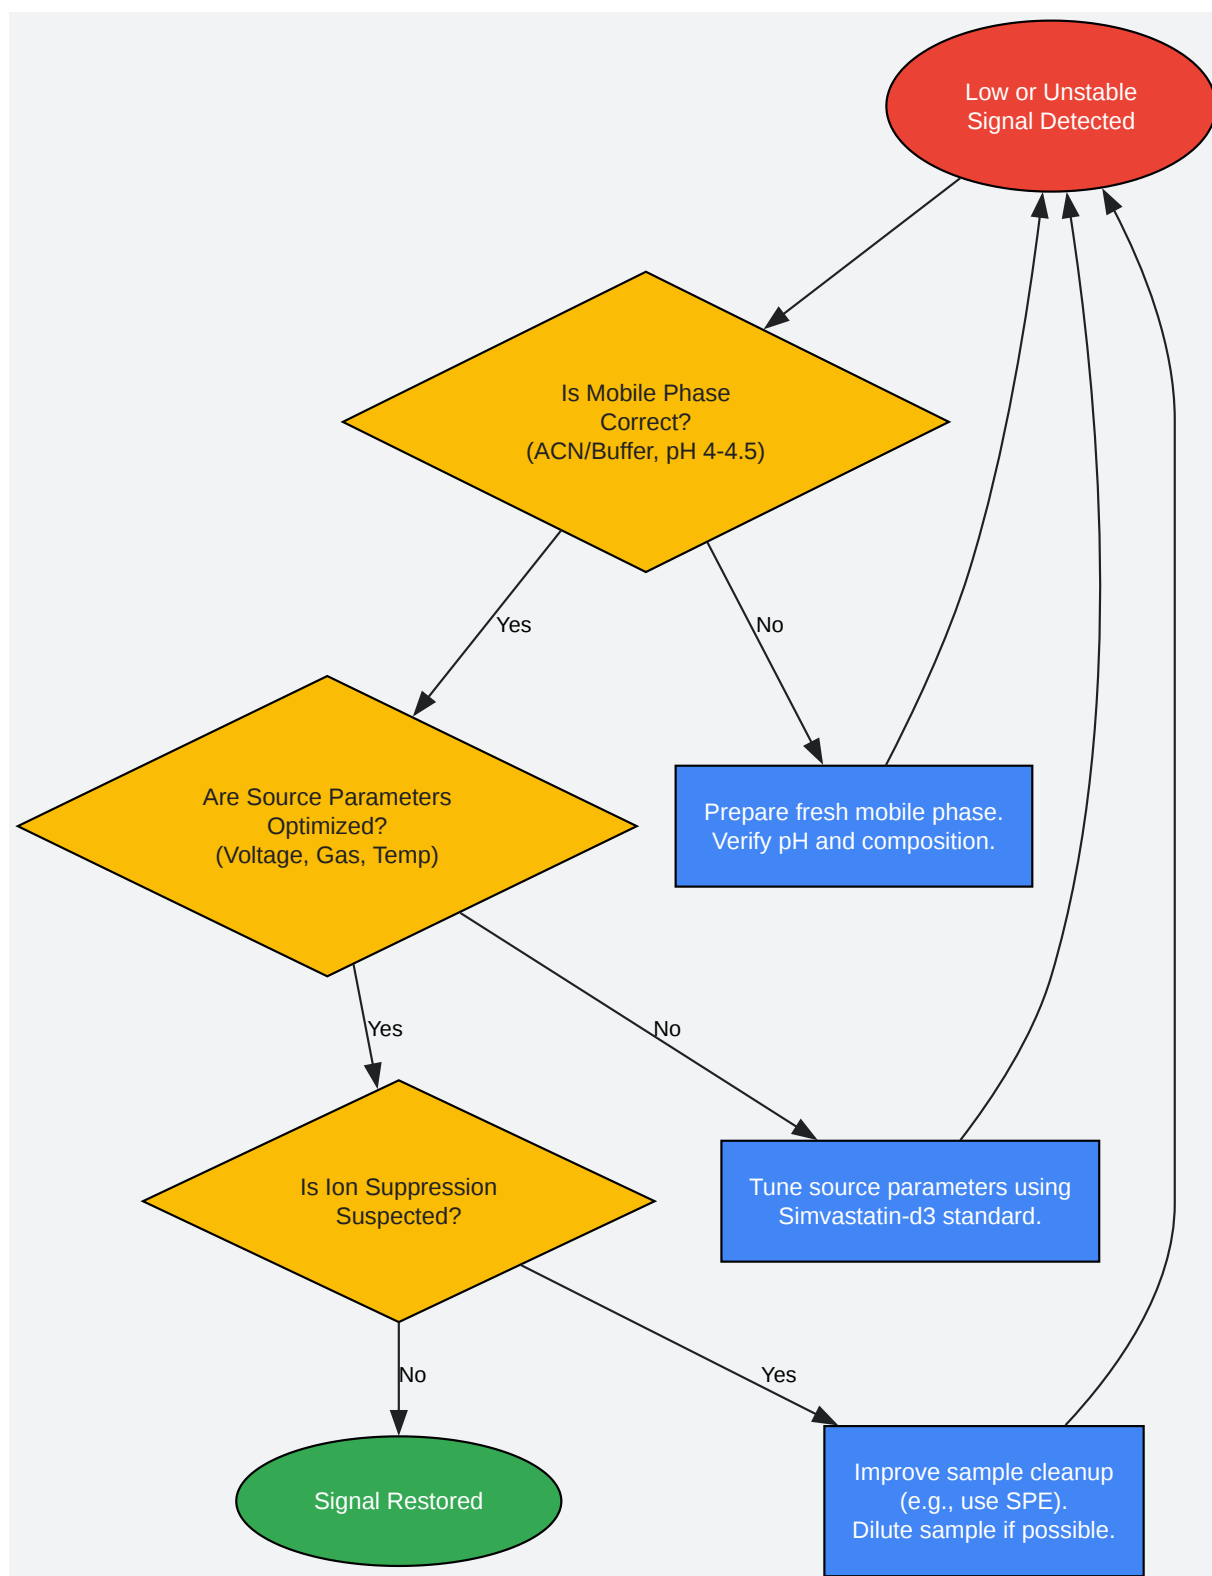 Low or Unstable
Signal Detected
Is Mobile Phase
Correct?
(ACN/Buffer, pH 4-4.5)
Yes
No
Are Source Parameters
Optimized?
(Voltage, Gas, Temp)
Prepare fresh mobile phase.
Verify pH and composition.
Yes
No
Is Ion Suppression
Suspected?
Tune source parameters using
Simvastatin-d3 standard.
No
Yes
Signal Restored
Improve sample cleanup
(e.g., use SPE).
Dilute sample if possible.